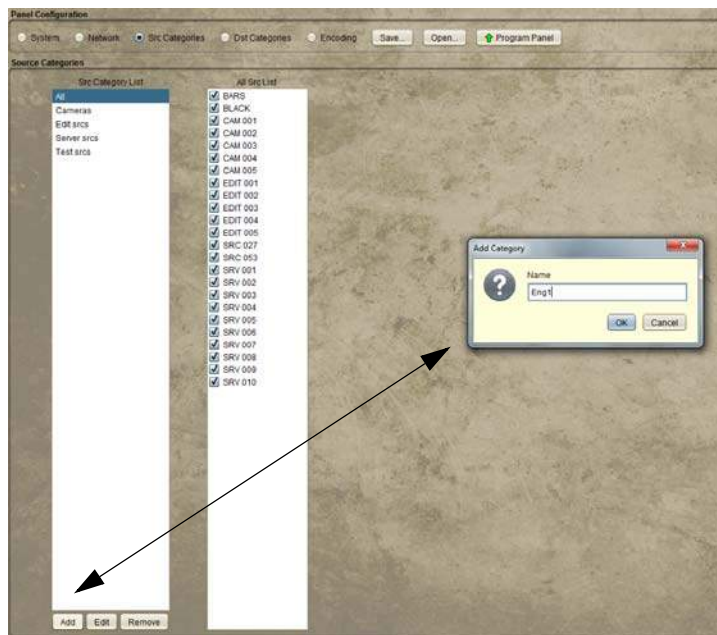 Panel Configuration
System Network Src Categories Dst Categories Encoding Save... Open... Program Panel
Source Categories
Src Category List All Src List
All
Cameras
Edit srcs
Server srcs
Test srcs
BARS
BLACK
CAM 001
CAM 002
CAM 003
CAM 004
CAM 005
EDIT 001
EDIT 002
EDIT 003
EDIT 004
EDIT 005
SRC 027
SRC 053
SRV 001
SRV 002
SRV 003
SRV 004
SRV 005
SRV 006
SRV 007
SRV 008
SRV 009
SRV 010
Add Edit Remove
Add Category
Name
Eng1
OK Cancel